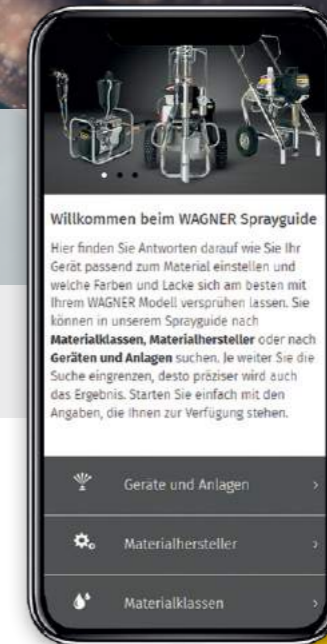 Willkommen beim WAGNER Sprayguide
Hier finden Sie Antworten darauf wie Sie Ihr
Gerät passend zum Material einstellen und
welche Farben und Lacke sich am besten mit
Ihrem WAGNER Modell versprühen lassen. Sie
können in unserem Sprayguide nach
Materialklassen, Materialhersteller oder nach
Geräten und Anlagen suchen. Je weiter Sie die
Suche eingrenzen, desto präziser wird auch
das Ergebnis. Starten Sie einfach mit den
Angaben, die Ihnen zur Verfügung stehen.
Geräte und Anlagen
Materialhersteller
Materialklassen